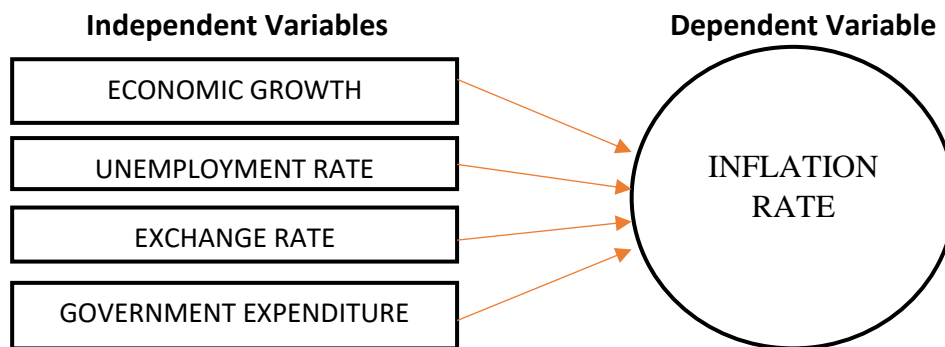 Independent Variables
Dependent Variable
ECONOMIC GROWTH
UNEMPLOYMENT RATE
EXCHANGE RATE
GOVERNMENT EXPENDITURE
INFLATION
RATE